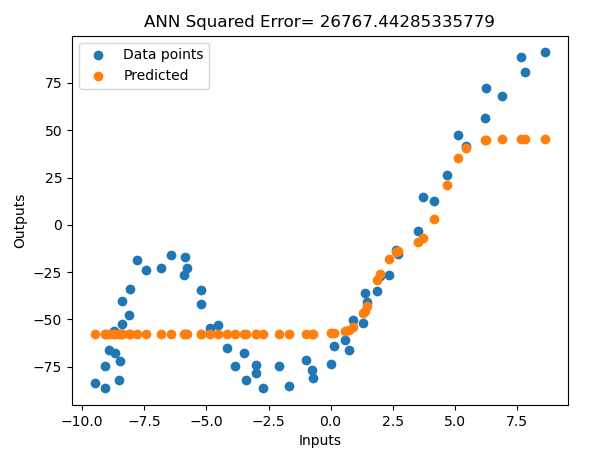 ANN Squared Error= 26767.44285335779
Data points
Predicted
75
50
25
0
−25
−50
−75
Outputs
−10.0 −7.5 −5.0 −2.5 0.0 2.5 5.0 7.5
Inputs